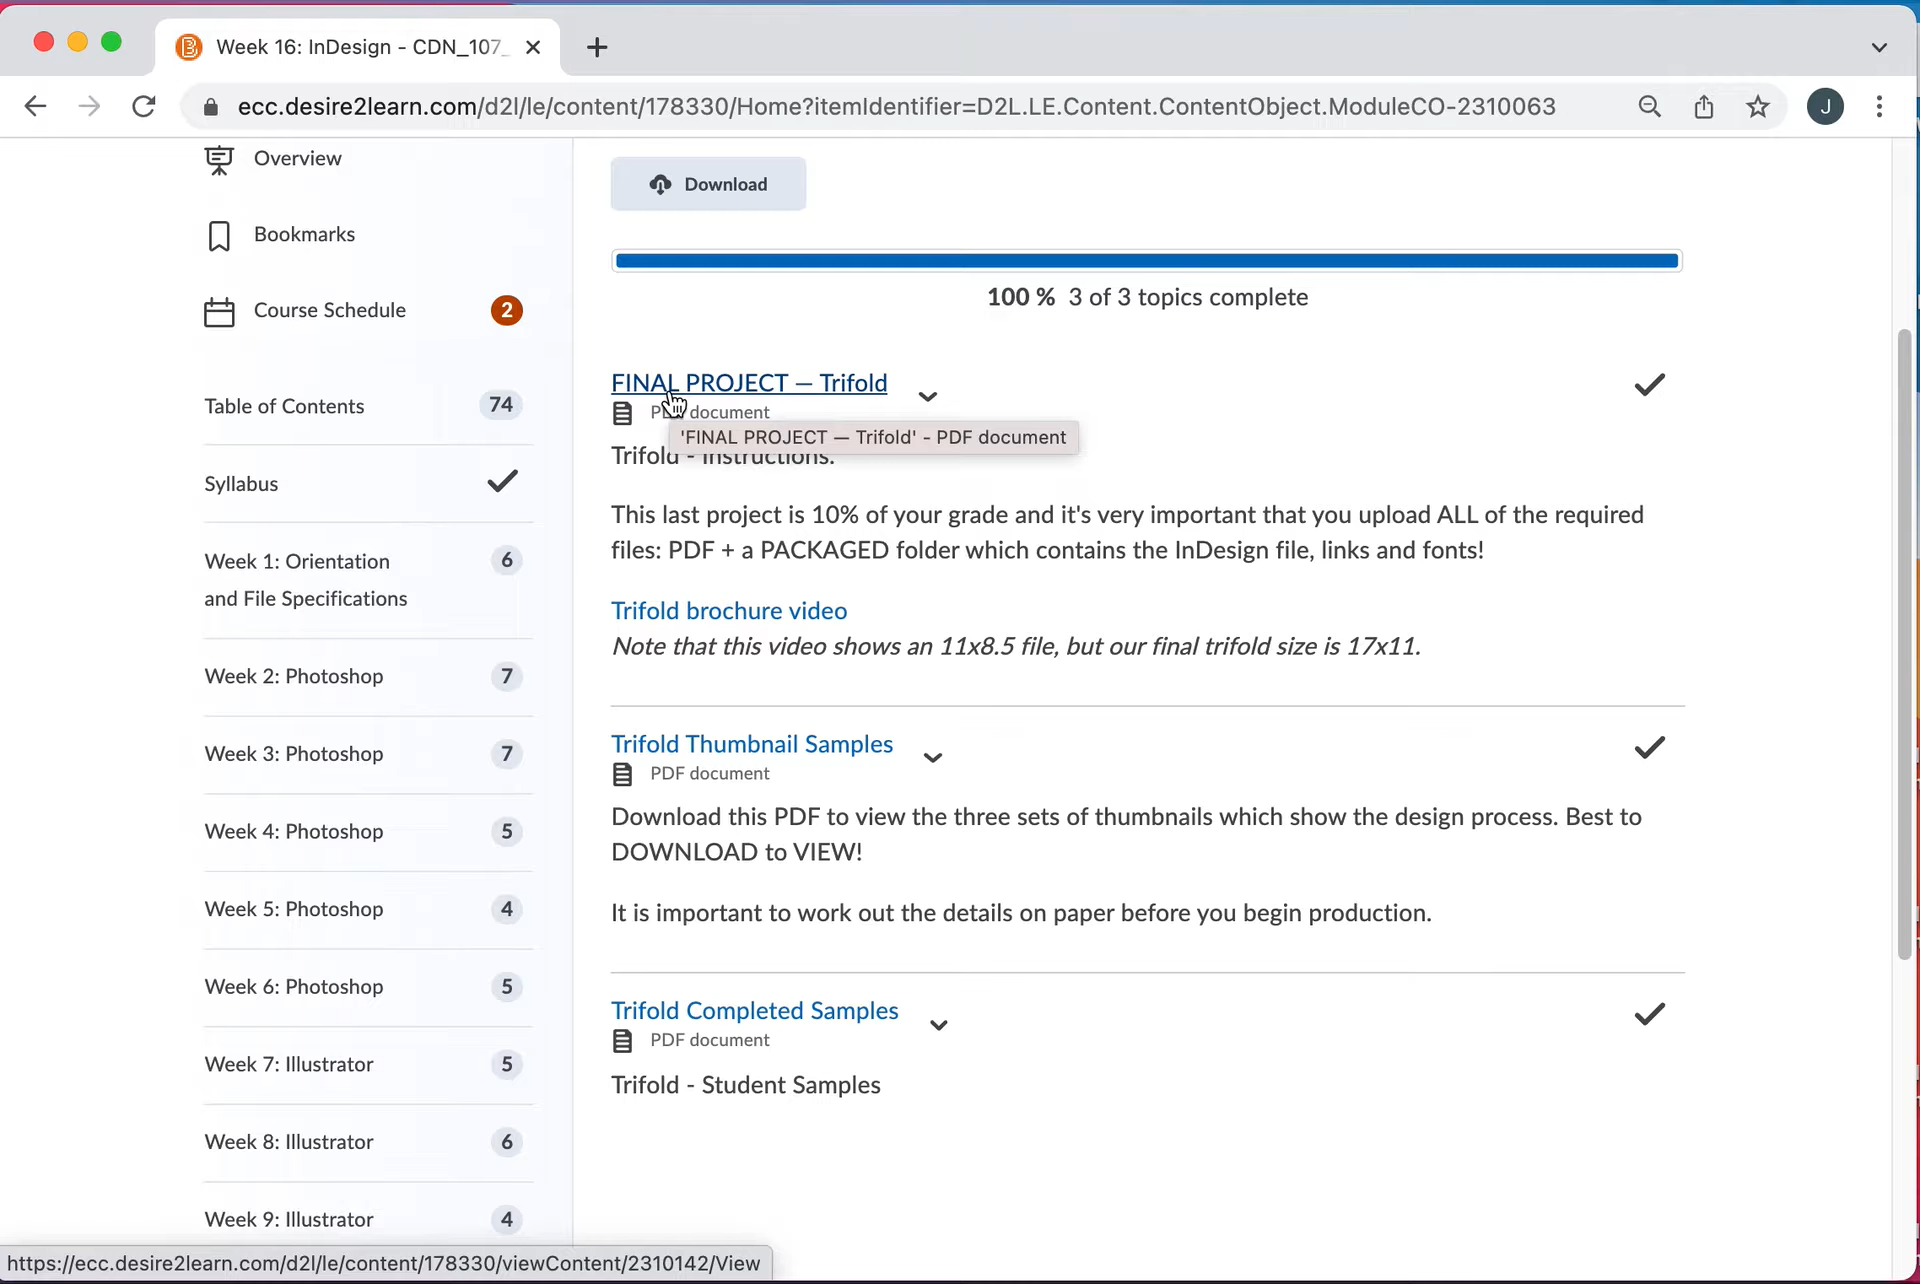 Week 16: InDesign - CDN_107_
ecc.desire2learn.com/d2l/le/content/178330/Home?itemIdentifier=D2L.LE.Content.ContentObject.ModuleCO-2310063
J
Overview
Bookmarks
Course Schedule 2
Table of Contents 74
Syllabus
Week 1: Orientation
and File Specifications 6
Week 2: Photoshop 7
Week 3: Photoshop 7
Week 4: Photoshop 5
Week 5: Photoshop 4
Week 6: Photoshop 5
Week 7: Illustrator 5
Week 8: Illustrator 6
Week 9: Illustrator 4
Download
100 % 3 of 3 topics complete
FINAL PROJECT — Trifold
PDF document
'FINAL PROJECT — Trifold' - PDF document
Trifold - Instructions.
This last project is 10% of your grade and it's very important that you upload ALL of the required
files: PDF + a PACKAGED folder which contains the InDesign file, links and fonts!
Trifold brochure video
Note that this video shows an 11x8.5 file, but our final trifold size is 17x11.
Trifold Thumbnail Samples
PDF document
Download this PDF to view the three sets of thumbnails which show the design process. Best to
DOWNLOAD to VIEW!
It is important to work out the details on paper before you begin production.
Trifold Completed Samples
PDF document
Trifold - Student Samples
https://ecc.desire2learn.com/d2l/le/content/178330/viewContent/2310142/View